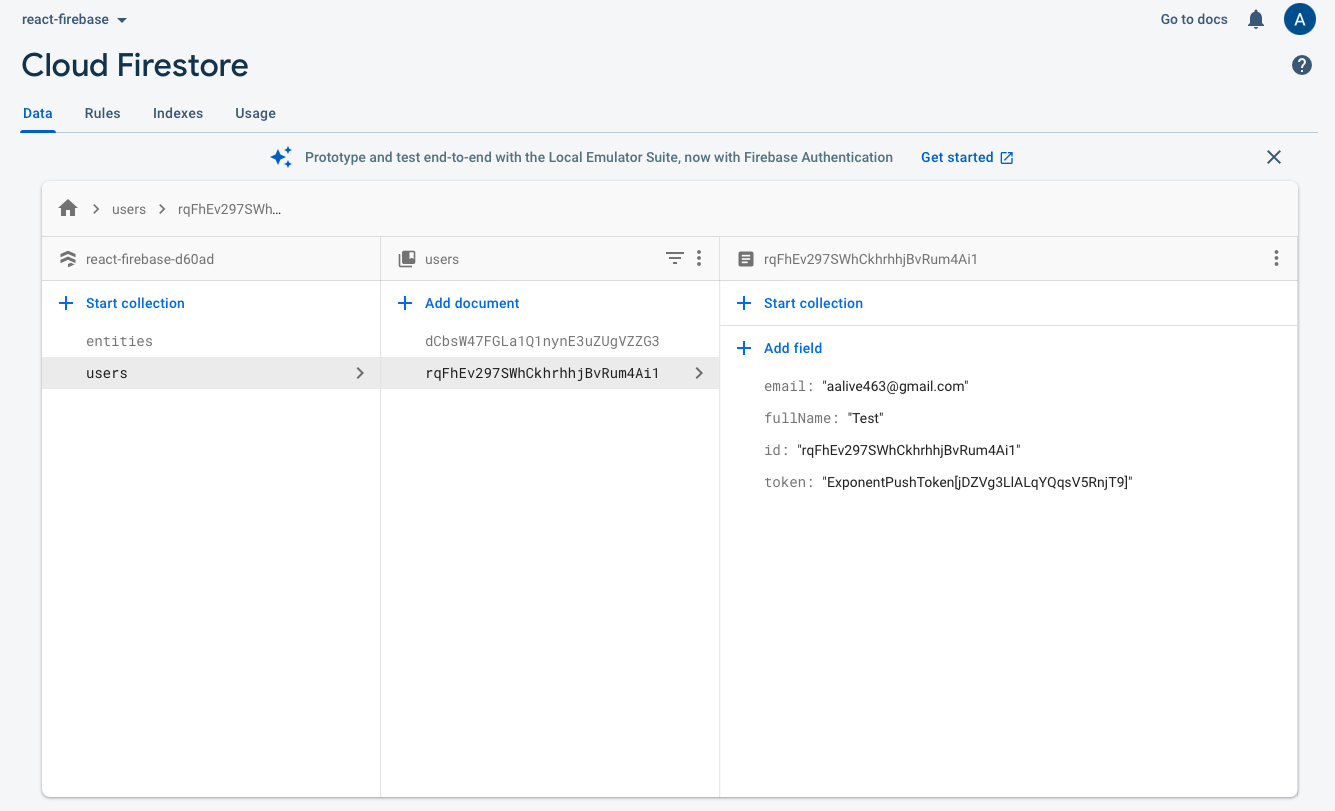 react-firebase
Go to docs
A
Cloud Firestore
?
Data Rules Indexes Usage
Prototype and test end-to-end with the Local Emulator Suite, now with Firebase Authentication Get started
users rqFhEv297SWh...
react-firebase-d60ad
users
rqFhEv297SWhCkhrhhjBvRum4Ai1
Start collection
entities
users
Add document
dCbsW47FGLa1Q1nynE3uZUgVZZG3
rqFhEv297SWhCkhrhhjBvRum4Ai1
Start collection
Add field
email: "aalive463@gmail.com"
fullName: "Test"
id: "rqFhEv297SWhCkhrhhjBvRum4Ai1"
token: "ExponentPushToken[jDZVg3LlALqYQqsV5RnjT9]"